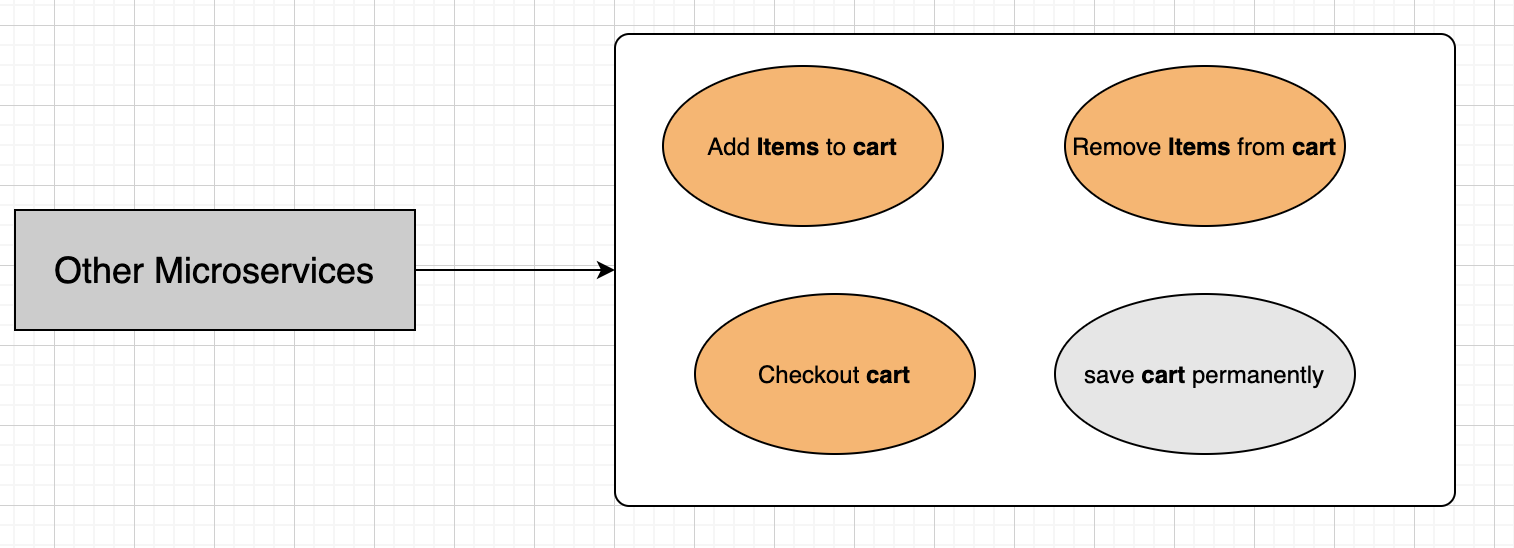 Add Items to cart
Remove Items from cart
Other Microservices
Checkout cart
save cart permanently